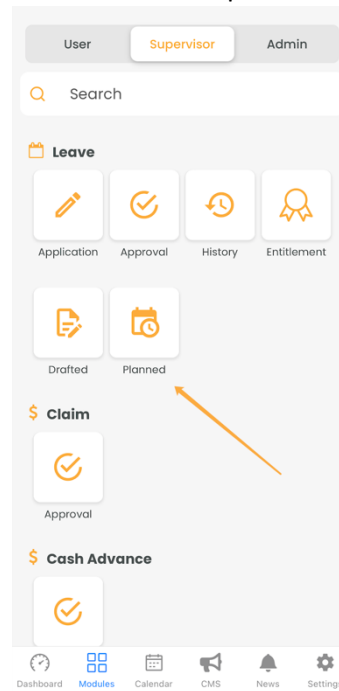 User Supervisor Admin
Search
Leave
Application Approval History Entitlement
Drafted Planned
$ Claim
Approval
$ Cash Advance
Dashboard Modules Calendar CMS News Setting